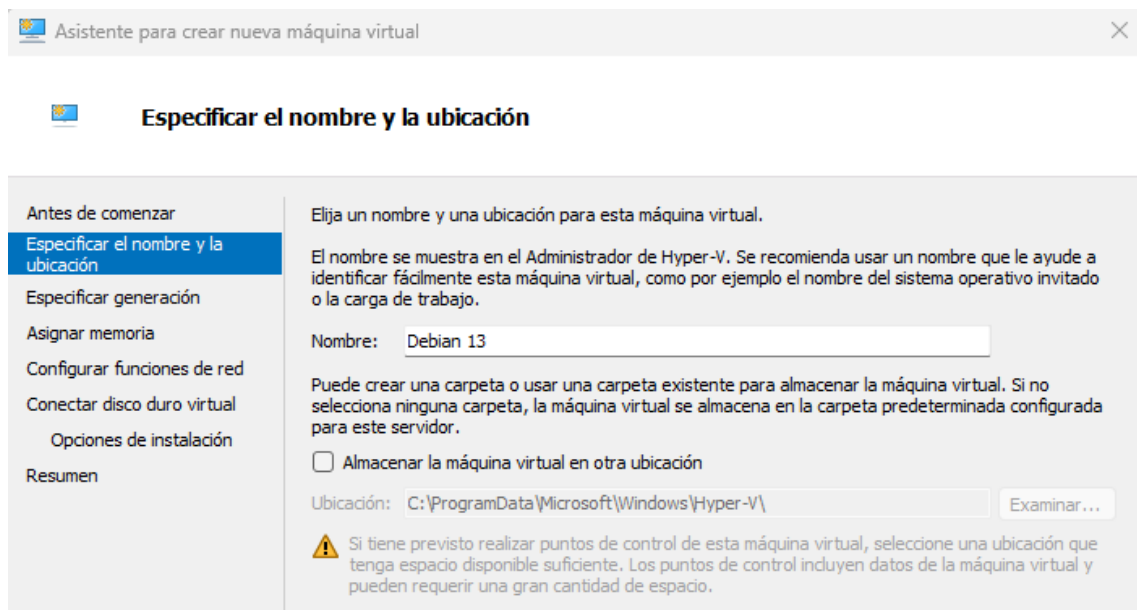 Asistente para crear nueva máquina virtual
Especificar el nombre y la ubicación
Antes de comenzar
Especificar el nombre y la
ubicación
Especificar generación
Asignar memoria
Configurar funciones de red
Conectar disco duro virtual
Opciones de instalación
Resumen
Elija un nombre y una ubicación para esta máquina virtual.
El nombre se muestra en el Administrador de Hyper-V. Se recomienda usar un nombre que le ayude a
identificar fácilmente esta máquina virtual, como por ejemplo el nombre del sistema operativo invitado
o la carga de trabajo.
Nombre: Debian 13
Puede crear una carpeta o usar una carpeta existente para almacenar la máquina virtual. Si no
selecciona ninguna carpeta, la máquina virtual se almacena en la carpeta predeterminada configurada
para este servidor.
Almacenar la máquina virtual en otra ubicación
Ubicación: C:\ProgramData\Microsoft\Windows\Hyper-V\ Examinar...
Si tiene previsto realizar puntos de control de esta máquina virtual, seleccione una ubicación que
tenga espacio disponible suficiente. Los puntos de control incluyen datos de la máquina virtual y
pueden requerir una gran cantidad de espacio.